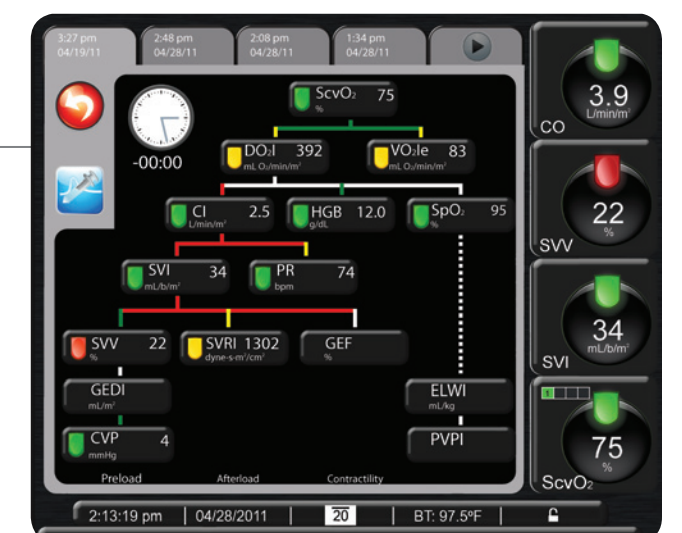 3:27 pm
04/19/11
2:48 pm
04/28/11
2:08 pm
04/28/11
1:34 pm
04/28/11
-00:00
ScvO₂ 75
%
DO₂I 392
mL O₂/min/m²
VO₂Ie 83
mL O₂/min/m²
CI 2.5
L/min/m²
HGB 12.0
g/dL
SpO₂ 95
%
SVI 34
mL/b/m²
PR 74
bpm
SVV 22
%
SVRI 1302
dyne-s-m²/cm⁵
GEF
%
GEDI
mL/m²
ELWI
mL/kg
CVP 4
mmHg
PVPI
Preload Afterload Contractility
3.9
L/min/m²
CO
22
%
SVV
34
mL/b/m²
SVI
1
75
%
ScvO₂
2:13:19 pm | 04/28/2011 | 20 | BT: 97.5ºF |